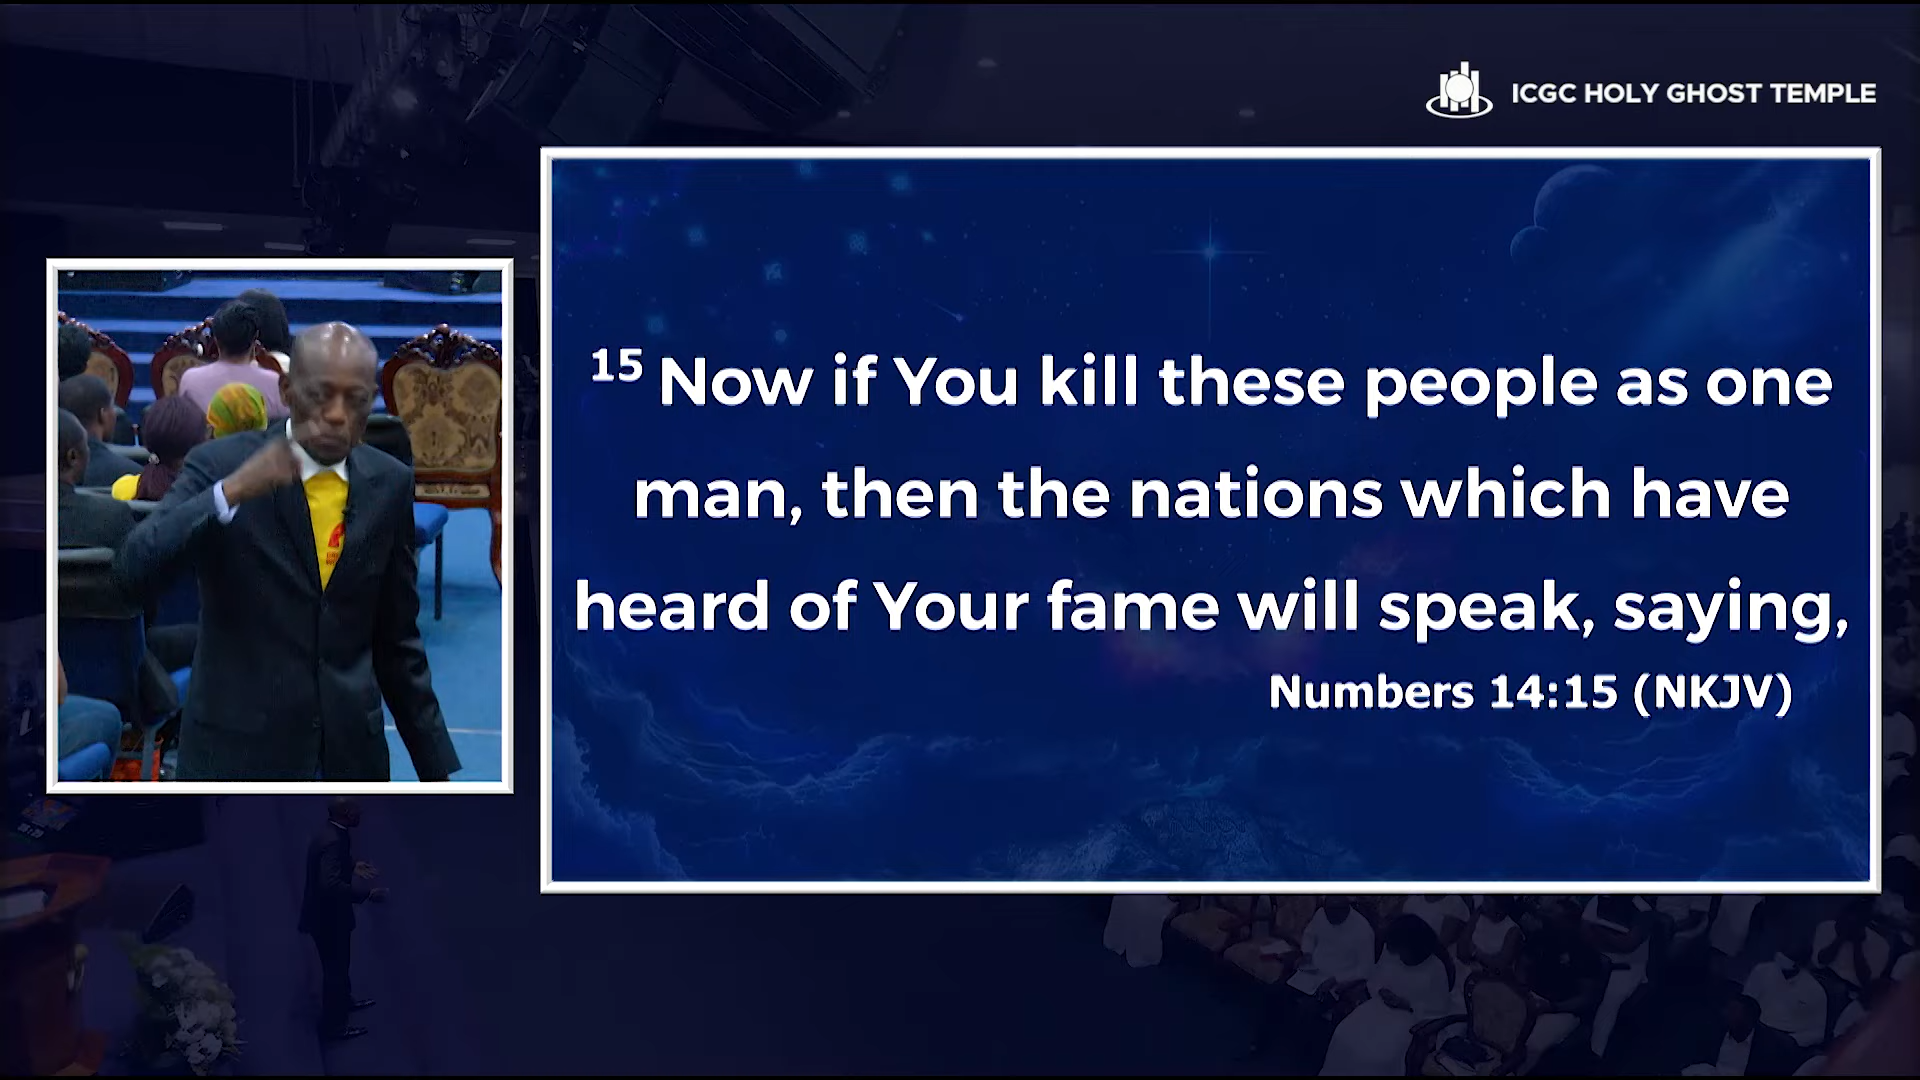 ICGC HOLY GHOST TEMPLE
15 Now if You kill these people as one
man, then the nations which have
heard of Your fame will speak, saying,
Numbers 14:15 (NKJV)